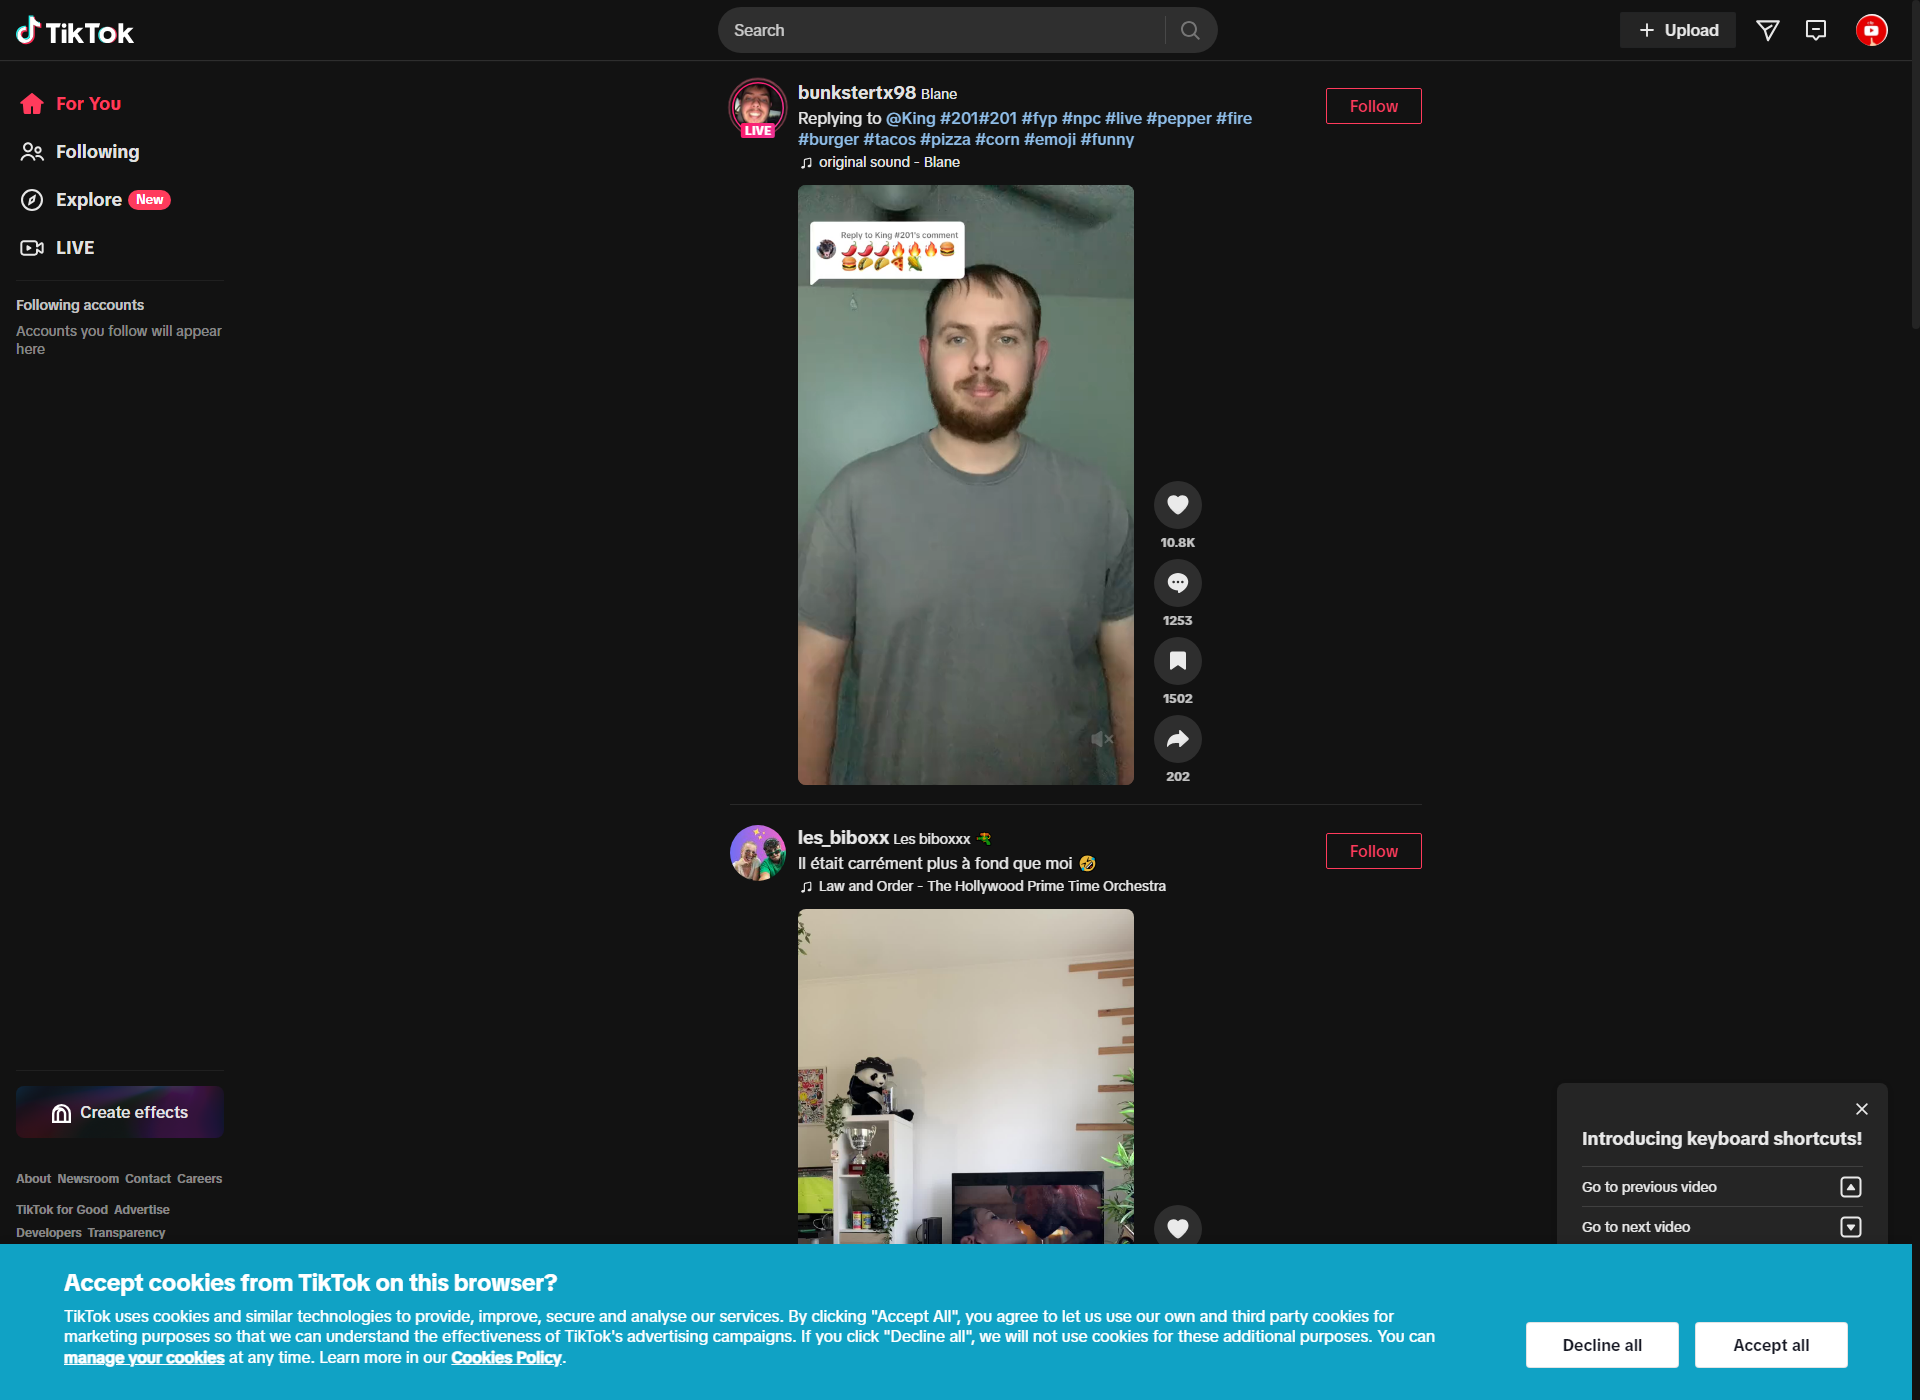 TikTok
Search
Upload
For You
Following
Explore New
LIVE
Following accounts
Accounts you follow will appear
here
Create effects
About Newsroom Contact Careers
TikTok for Good Advertise
Developers Transparency
bunkstertx98 Blane
LIVE
Replying to @King #201#201 #fyp #npc #live #pepper #fire
#burger #tacos #pizza #corn #emoji #funny
original sound - Blane
Follow
Reply to King #201's comment
10.8K
1253
1502
202
les_biboxx Les biboxxx
Il était carrément plus à fond que moi 🤣
Law and Order - The Hollywood Prime Time Orchestra
Follow
Introducing keyboard shortcuts!
Go to previous video
Go to next video
Accept cookies from TikTok on this browser?
TikTok uses cookies and similar technologies to provide, improve, secure and analyse our services. By clicking "Accept All", you agree to let us use our own and third party cookies for
marketing purposes so that we can understand the effectiveness of TikTok's advertising campaigns. If you click "Decline all", we will not use cookies for these additional purposes. You can
manage your cookies at any time. Learn more in our Cookies Policy.
Decline all
Accept all